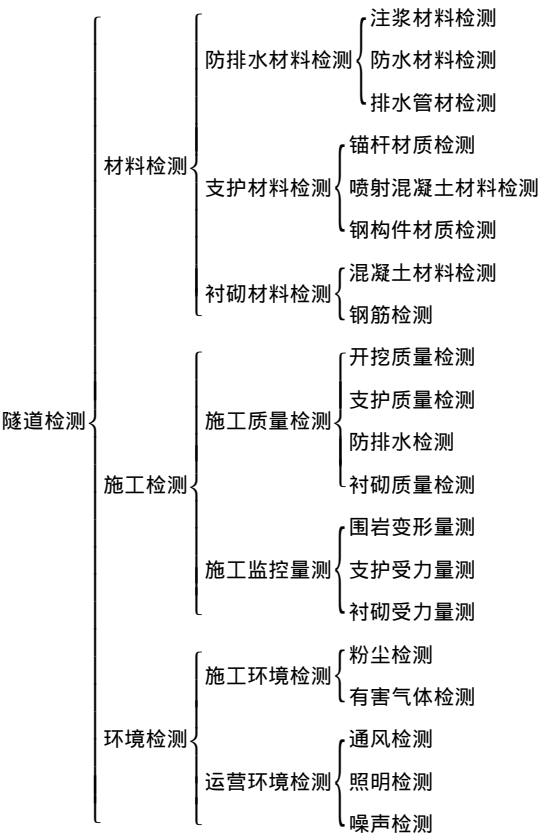 注浆材料检测
防排水材料检测
防水材料检测
排水管材检测
锚杆材质检测
材料检测
支护材料检测
喷射混凝土材料检测
钢构件材质检测
混凝土材料检测
衬砌材料检测
钢筋检测
开挖质量检测
支护质量检测
隧道检测
施工质量检测
防排水检测
施工检测
衬砌质量检测
围岩变形量测
施工监控量测
支护受力量测
衬砌受力量测
粉尘检测
施工环境检测
有害气体检测
环境检测
通风检测
运营环境检测
照明检测
噪声检测